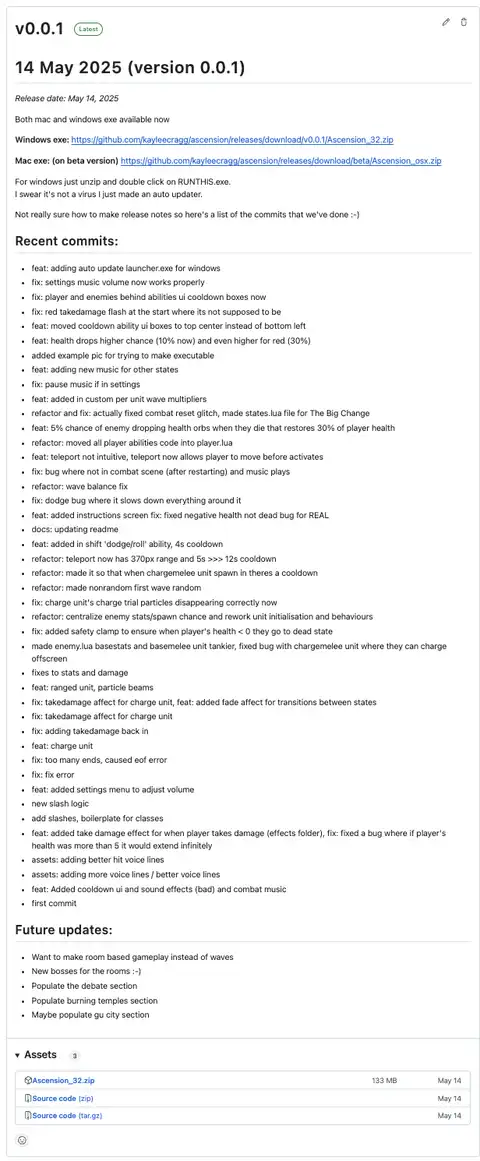 v0.0.1 Latest
14 May 2025 (version 0.0.1)
Release date: May 14, 2025
Both mac and windows exe available now
Windows exe: https://github.com/kayleecragg/ascension/releases/download/v0.0.1/Ascension_32.zip
Mac exe: (on beta version) https://github.com/kayleecragg/ascension/releases/download/beta/Ascension_osx.zip
For windows just unzip and double click on RUNTHIS.exe.
I swear it's not a virus I just made an auto updater.
Not really sure how to make release notes so here's a list of the commits that we've done :-)
Recent commits:
• feat: adding auto update launcher.exe for windows
• fix: settings music volume now works properly
• fix: player and enemies behind abilities ui cooldown boxes now
• fix: red takedamage flash at the start where its not supposed to be
• feat: moved cooldown ability ui boxes to top center instead of bottom left
• feat: health drops higher chance (10% now) and even higher for red (30%)
• added example pic for trying to make executable
• feat: adding new music for other states
• fix: pause music if in settings
• feat: added in custom per unit wave multipliers
• refactor and fix: actually fixed combat reset glitch, made states.lua file for The Big Change
• feat: 5% chance of enemy dropping health orbs when they die that restores 30% of player health
• refactor: moved all player abilities code into player.lua
• feat: teleport not intuitive, teleport now allows player to move before activates
• fix: bug where not in combat scene (after restarting) and music plays
• refactor: wave balance fix
• fix: dodge bug where it slows down everything around it
• feat: added instructions screen fix: fixed negative health not dead bug for REAL
• docs: updating readme
• feat: added in shift 'dodge/roll' ability, 4s cooldown
• refactor: teleport now has 370px range and 5s >>> 12s cooldown
• refactor: made it so that when chargemelee unit spawn in theres a cooldown
• refactor: made nonrandom first wave random
• fix: charge unit's charge trial particles disappearing correctly now
• refactor: centralize enemy stats/spawn chance and rework unit initialisation and behaviours
• fix: added safety clamp to ensure when player's health < 0 they go to dead state
• made enemy.lua basestats and basemelee unit tankier, fixed bug with chargemelee unit where they can charge
offscreen
• fixes to stats and damage
• feat: ranged unit, particle beams
• fix: takedamage affect for charge unit, feat: added fade affect for transitions between states
• fix: takedamage affect for charge unit
• fix: adding takedamage back in
• feat: charge unit
• fix: too many ends, caused eof error
• fix: fix error
• feat: added settings menu to adjust volume
• new slash logic
• add slashes, boilerplate for classes
• feat: added take damage effect for when player takes damage (effects folder), fix: fixed a bug where if player's
health was more than 5 it would extend infinitely
• assets: adding better hit voice lines
• assets: adding more voice lines / better voice lines
• feat: Added cooldown ui and sound effects (bad) and combat music
• first commit
Future updates:
• Want to make room based gameplay instead of waves
• New bosses for the rooms :-)
• Populate the debate section
• Populate burning temples section
• Maybe populate gu city section
Assets 3
Ascension_32.zip 133 MB May 14
Source code (zip) May 14
Source code (tar.gz) May 14